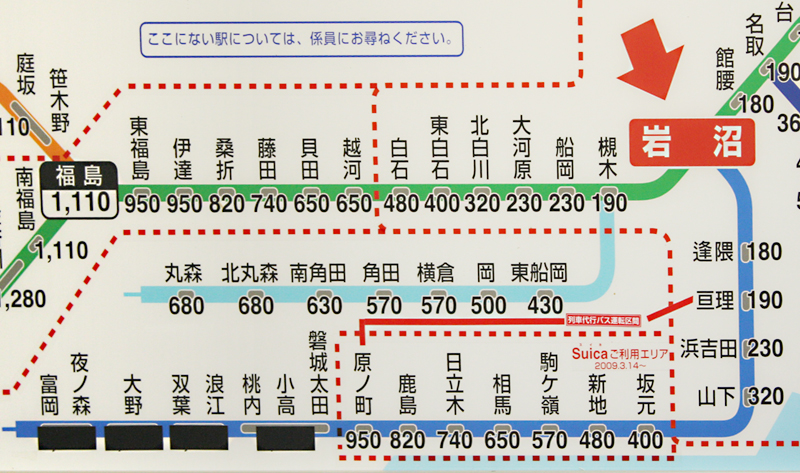 ここにない駅については、係員にお尋ねください。
台
名取
190
館腰
180
36
岩沼
庭坂
笹木野
110
福島
1,110
南福島
1,110
1,280
東福島 950
伊達 950
桑折 820
藤田 740
貝田 650
越河 650
白石 480
東白石 400
北白川 320
大河原 230
船岡 230
槻木 190
丸森 680
北丸森 680
南角田 630
角田 570
横倉 570
岡 500
東船岡 430
逢隈 180
亘理 190
浜吉田 230
山下 320
列車代行バス運転区間
Suicaご利用エリア
2009.3.14~
富岡
夜ノ森
大野
双葉
浪江
桃内
小高
磐城太田
原ノ町 950
鹿島 820
日立木 740
相馬 650
駒ケ嶺 570
新地 480
坂元 400